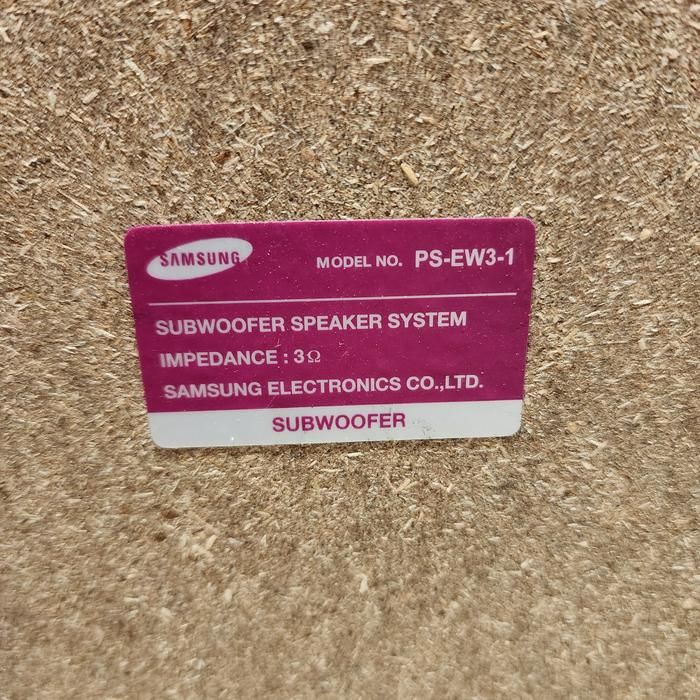 SAMSUNG
MODEL NO. PS-EW3-1
SUBWOOFER SPEAKER SYSTEM
IMPEDANCE : 3Ω
SAMSUNG ELECTRONICS CO.,LTD.
SUBWOOFER